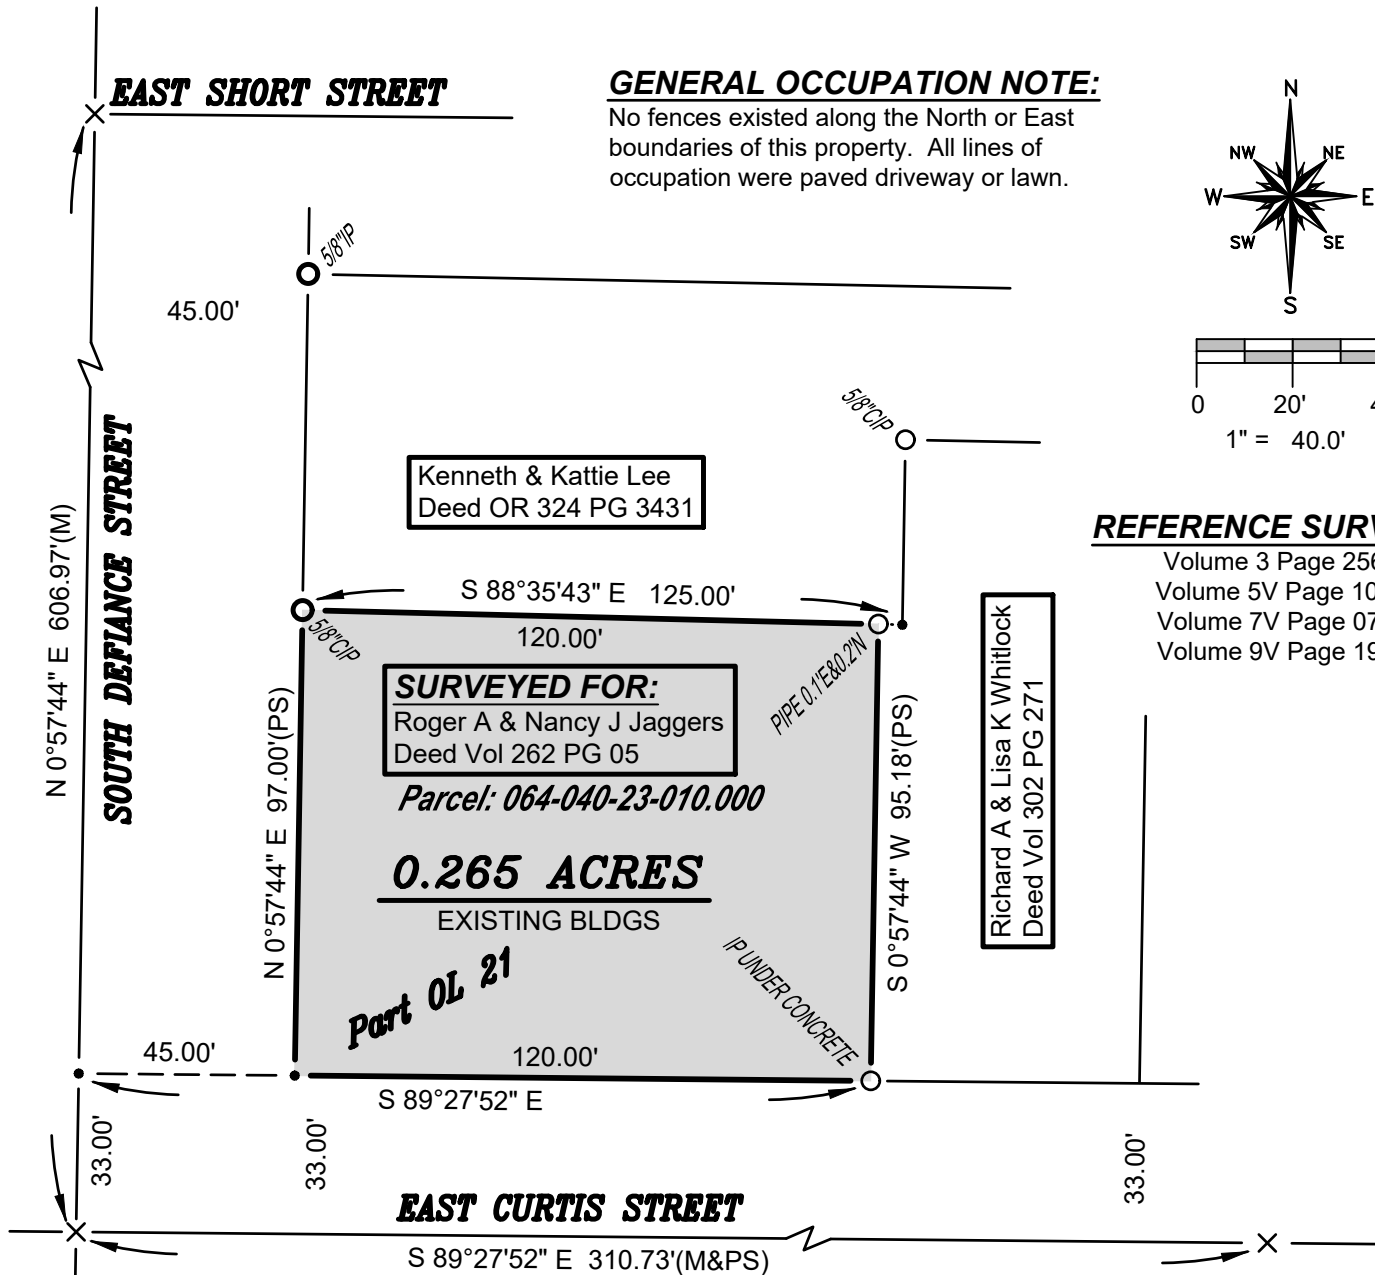 EAST SHORT STREET
GENERAL OCCUPATION NOTE:
No fences existed along the North or East
boundaries of this property. All lines of
occupation were paved driveway or lawn.
N
NW
NE
W
E
SW
SE
S
5/8"IP
45.00'
0 20'
1" = 40.0'
5/8"CIP
Kenneth & Kattie Lee
Deed OR 324 PG 3431
SOUTH DEFIANCE STREET
N 0°57'44" E 606.97'(M)
REFERENCE
Volume 3 Page 256
Volume 5V Page 10
Volume 7V Page 07
Volume 9V Page 19
S 88°35'43" E 125.00'
120.00'
5/8"CIP
PIPE 0.1'E&0.2'N
SURVEYED FOR:
Roger A & Nancy J Jaggers
Deed Vol 262 PG 05
Parcel: 064-040-23-010.000
0.265 ACRES
EXISTING BLDGS
Part OL 21
N 0°57'44" E 97.00'(PS)
S 0°57'44" W 95.18'(PS)
Richard A & Lisa K Whitlock
Deed Vol 302 PG 271
IP UNDER CONCRETE
45.00'
120.00'
S 89°27'52" E
33.00'
33.00'
33.00'
EAST CURTIS STREET
S 89°27'52" E 310.73'(M&PS)